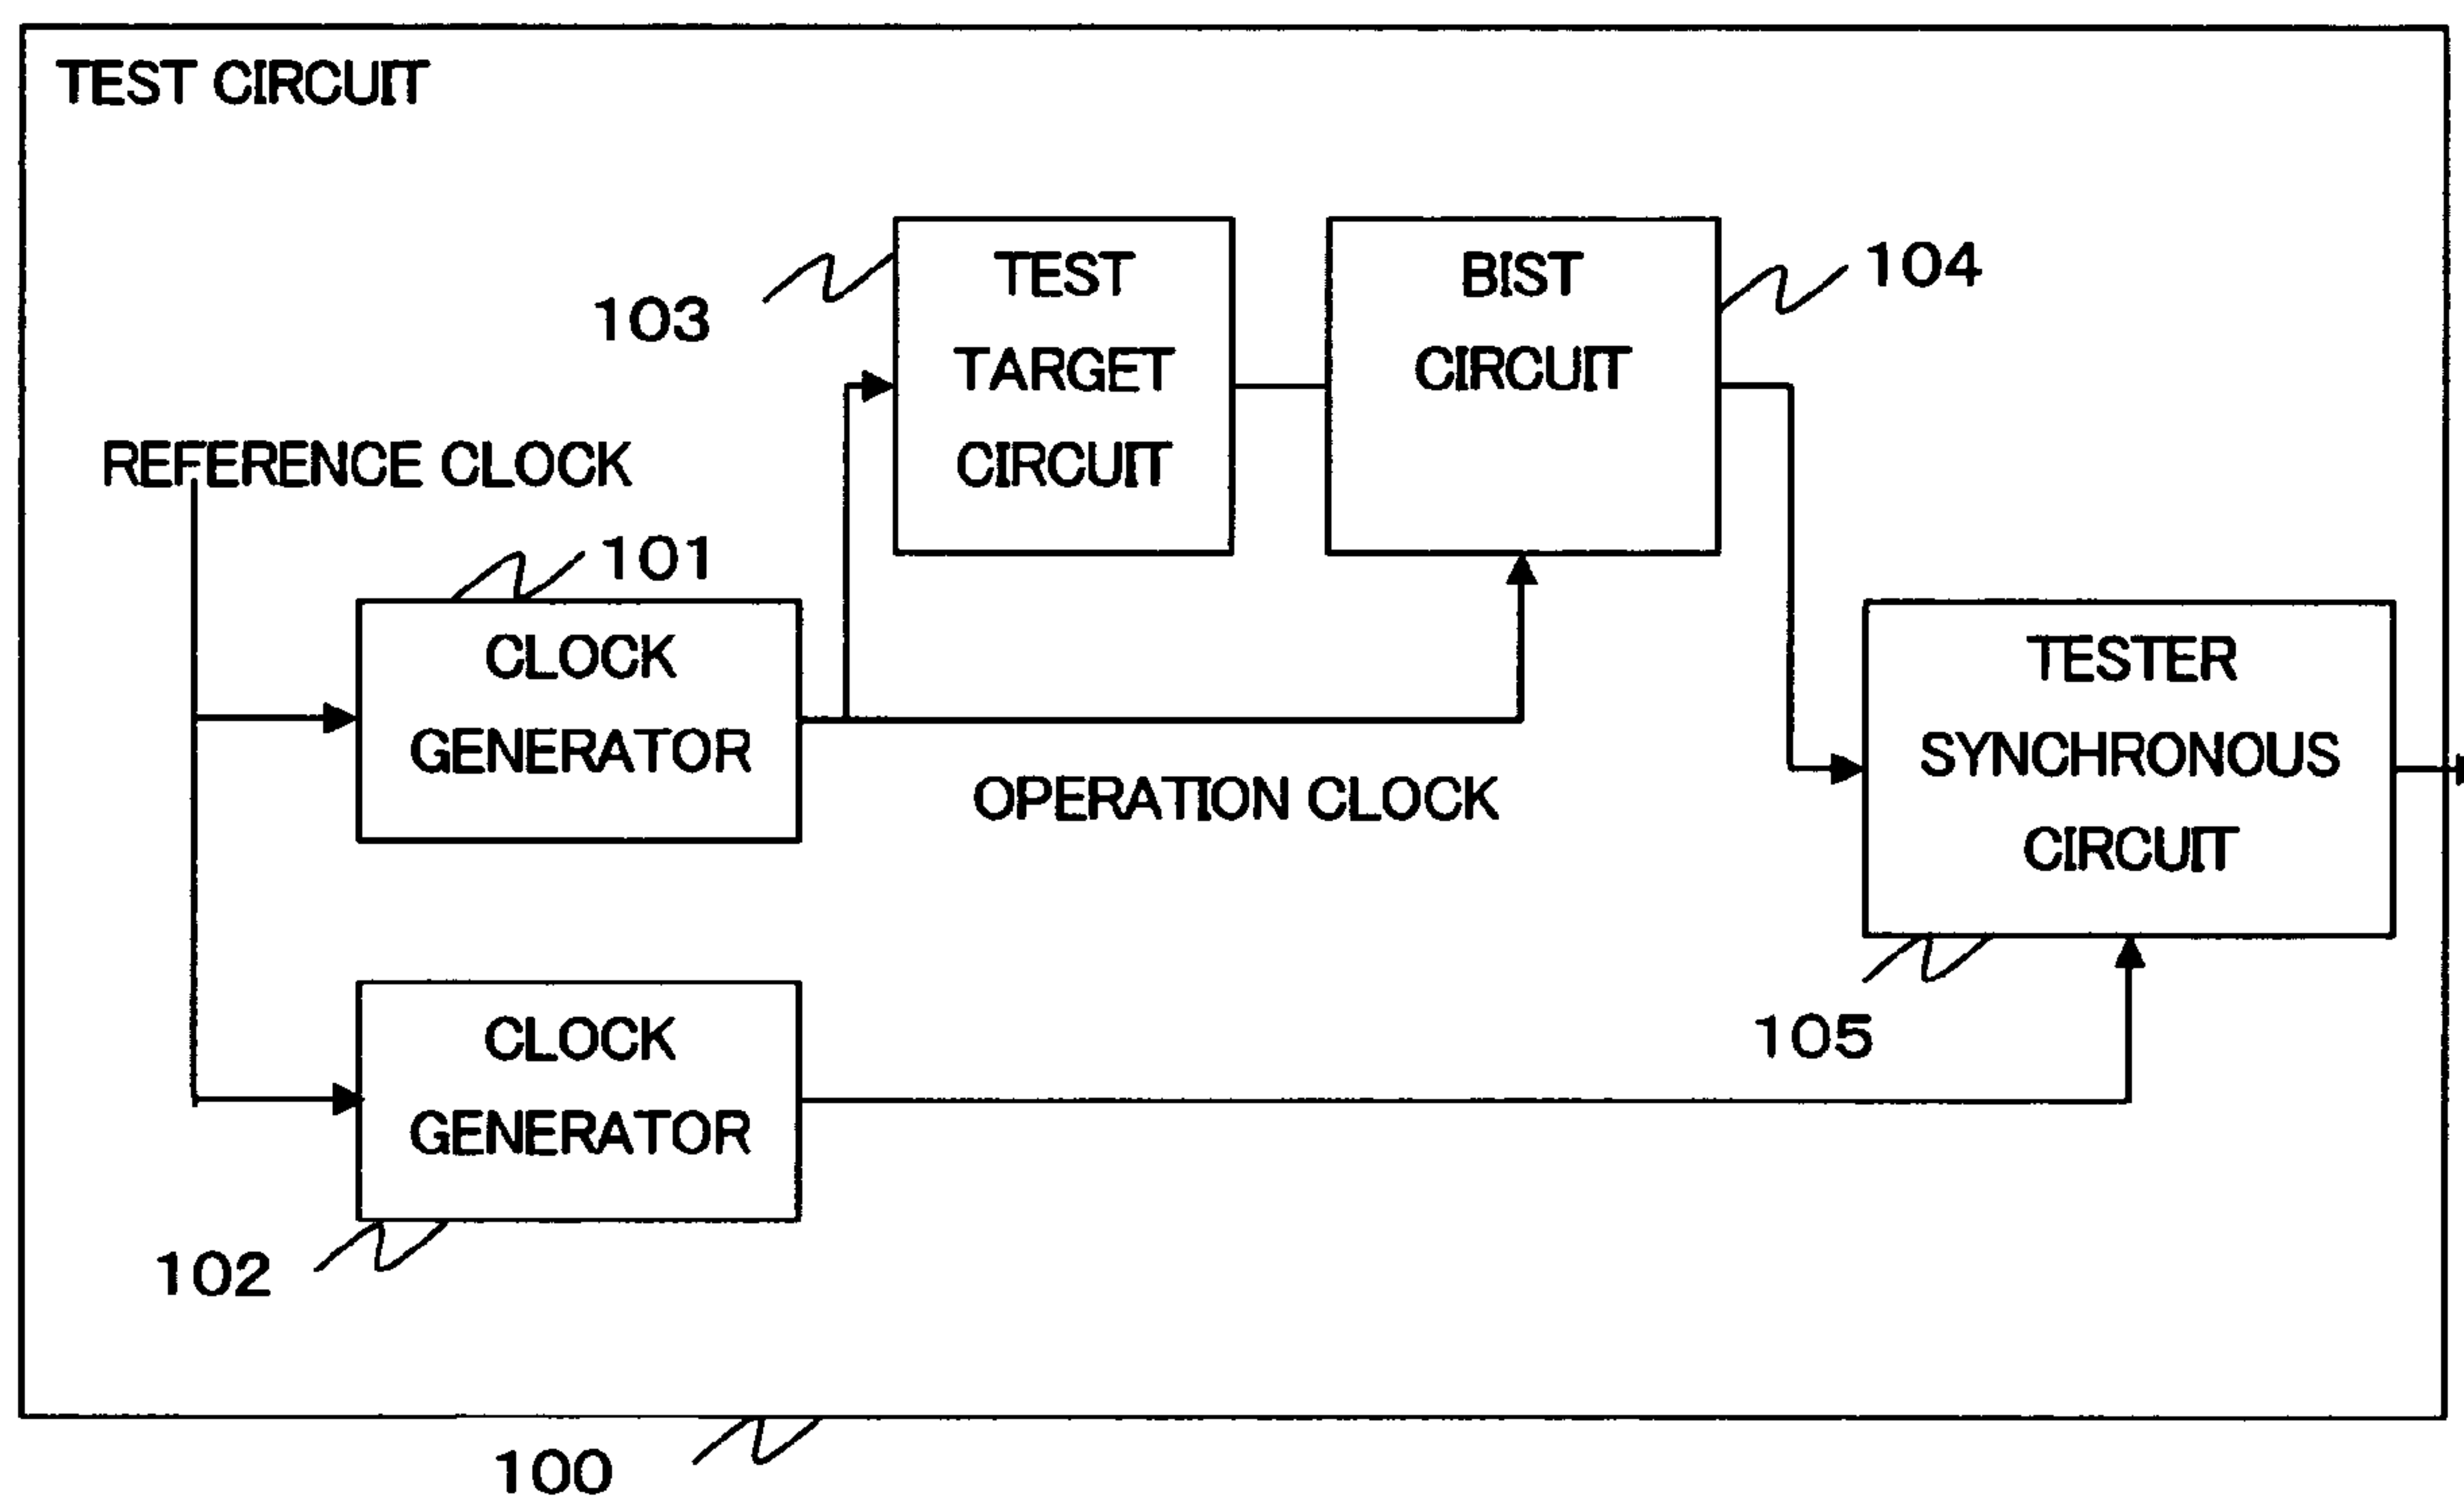 TEST CIRCUIT
103
TEST
TARGET
CIRCUIT
BIST
CIRCUIT
104
REFERENCE CLOCK
101
CLOCK
GENERATOR
OPERATION CLOCK
TESTER
SYNCHRONOUS
CIRCUIT
105
CLOCK
GENERATOR
102
100